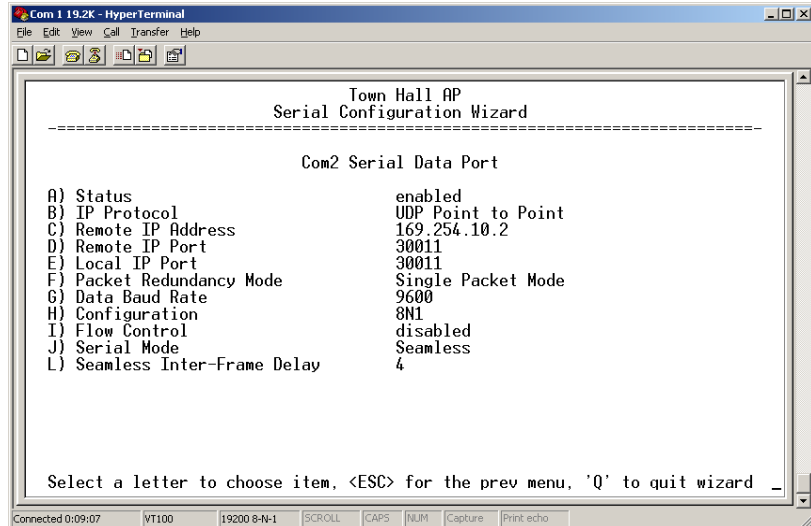 Com 1 19.2K - HyperTerminal
File Edit View Call Transfer Help
Town Hall AP
Serial Configuration Wizard
-==========================================================================-
Com2 Serial Data Port
A) Status enabled
B) IP Protocol UDP Point to Point
C) Remote IP Address 169.254.10.2
D) Remote IP Port 30011
E) Local IP Port 30011
F) Packet Redundancy Mode Single Packet Mode
G) Data Baud Rate 9600
H) Configuration 8N1
I) Flow Control disabled
J) Serial Mode Seamless
L) Seamless Inter-Frame Delay 4
Select a letter to choose item, <ESC> for the prev menu, 'Q' to quit wizard _
Connected 0:09:07 VT100 19200 8-N-1 SCROLL CAPS NUM Capture Print echo